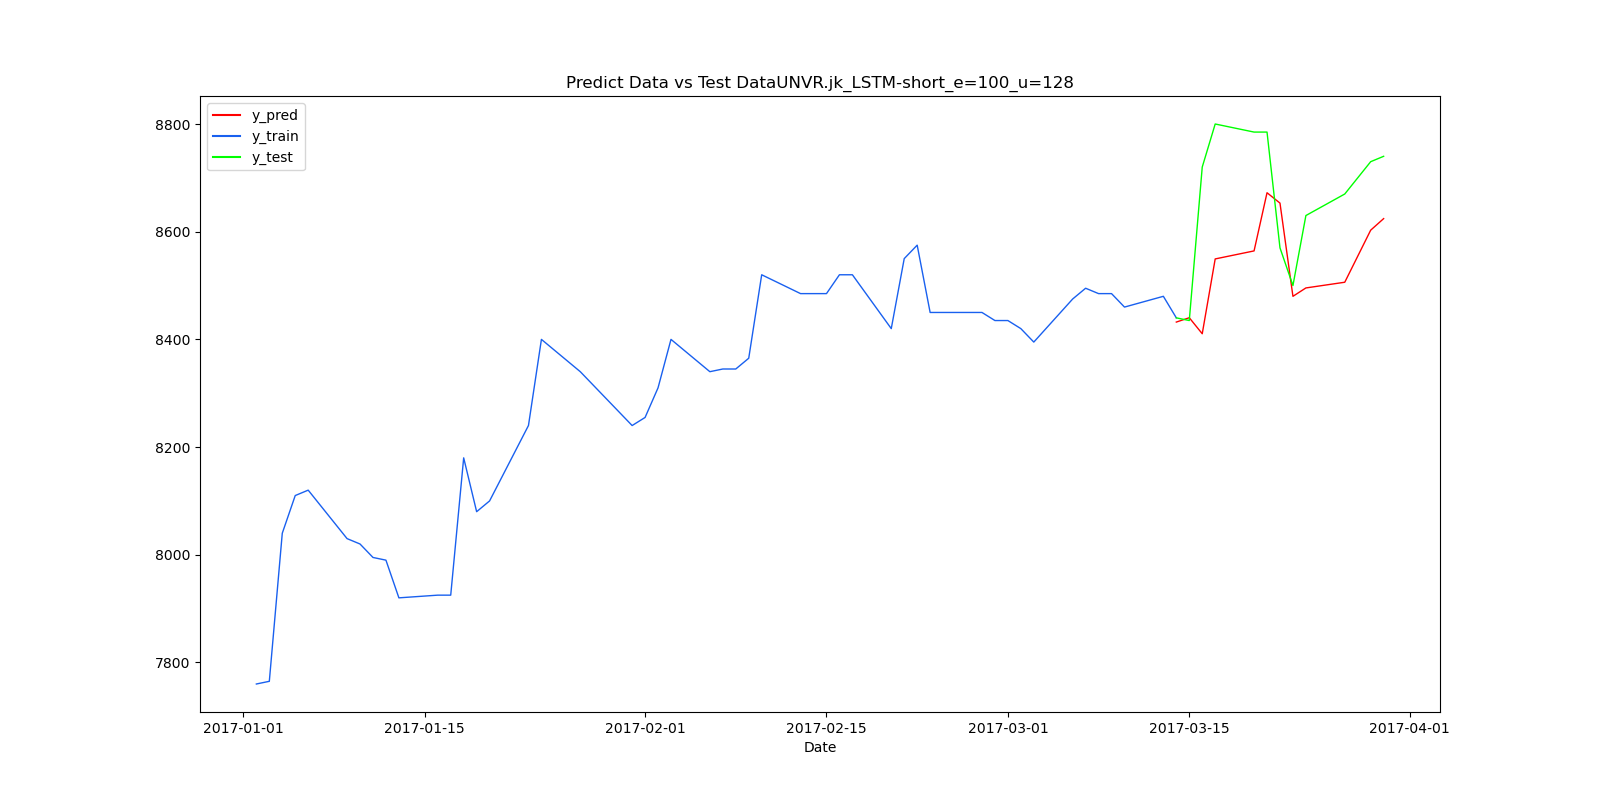 Predict Data vs Test DataUNVR.jk_LSTM-short_e=100_u=128
y_pred
y_train
y_test
8800
8600
8400
8200
8000
7800
2017-01-01 2017-01-15 2017-02-01 2017-02-15 2017-03-01 2017-03-15 2017-04-01
Date